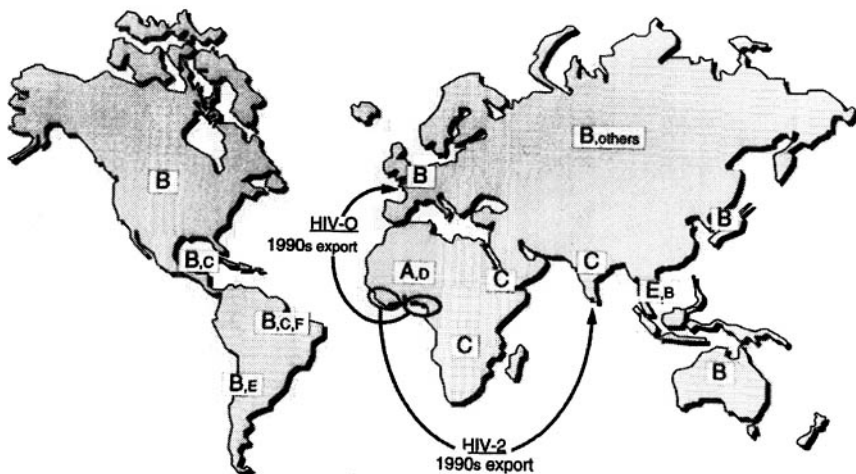 B,others
B
B
HIV-O
1990s export
B
B,C
A,D
C
C
E,B
B,C,F
C
B
B,E
HIV-2
1990s export